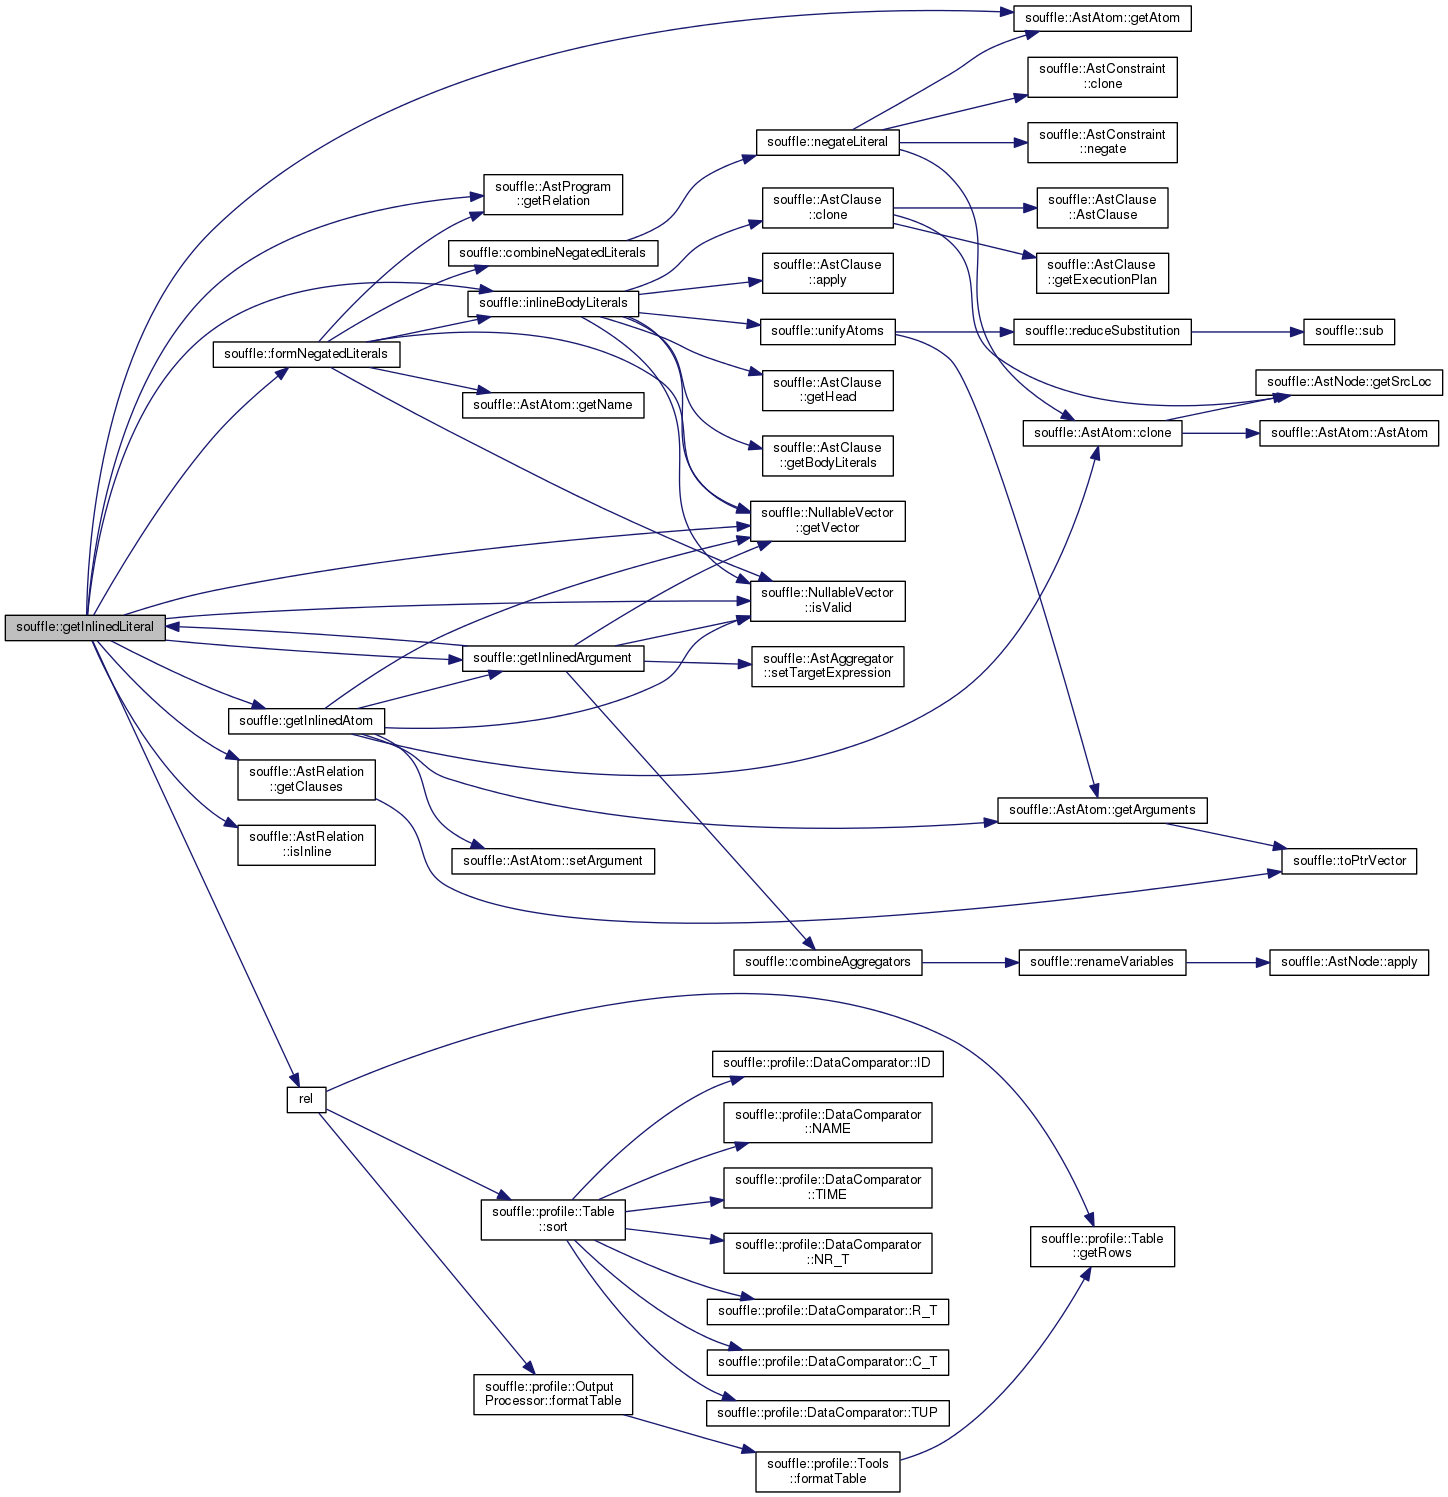 souffle::AstAtom::getAtom
souffle::AstConstraint
::clone
souffle::negateLiteral
souffle::AstConstraint
::negate
souffle::AstProgram
::getRelation
souffle::AstClause
::clone
souffle::AstClause
::AstClause
souffle::combineNegatedLiterals
souffle::AstClause
::apply
souffle::AstClause
::getExecutionPlan
souffle::inlineBodyLiterals
souffle::unifyAtoms
souffle::reduceSubstitution
souffle::sub
souffle::formNegatedLiterals
souffle::AstClause
::getHead
souffle::AstNode::getSrcLoc
souffle::AstAtom::getName
souffle::AstAtom::clone
souffle::AstAtom::AstAtom
souffle::AstClause
::getBodyLiterals
souffle::NullableVector
::getVector
souffle::NullableVector
::isValid
souffle::getInlinedLiteral
souffle::getInlinedArgument
souffle::AstAggregator
::setTargetExpression
souffle::getInlinedAtom
souffle::AstRelation
::getClauses
souffle::AstAtom::getArguments
souffle::AstRelation
::isInline
souffle::AstAtom::setArgument
souffle::toPtrVector
souffle::combineAggregators
souffle::renameVariables
souffle::AstNode::apply
souffle::profile::DataComparator::ID
rel
souffle::profile::DataComparator
::NAME
souffle::profile::DataComparator
::TIME
souffle::profile::Table
::sort
souffle::profile::DataComparator
::NR_T
souffle::profile::Table
::getRows
souffle::profile::DataComparator::R_T
souffle::profile::DataComparator::C_T
souffle::profile::Output
Processor::formatTable
souffle::profile::DataComparator::TUP
souffle::profile::Tools
::formatTable